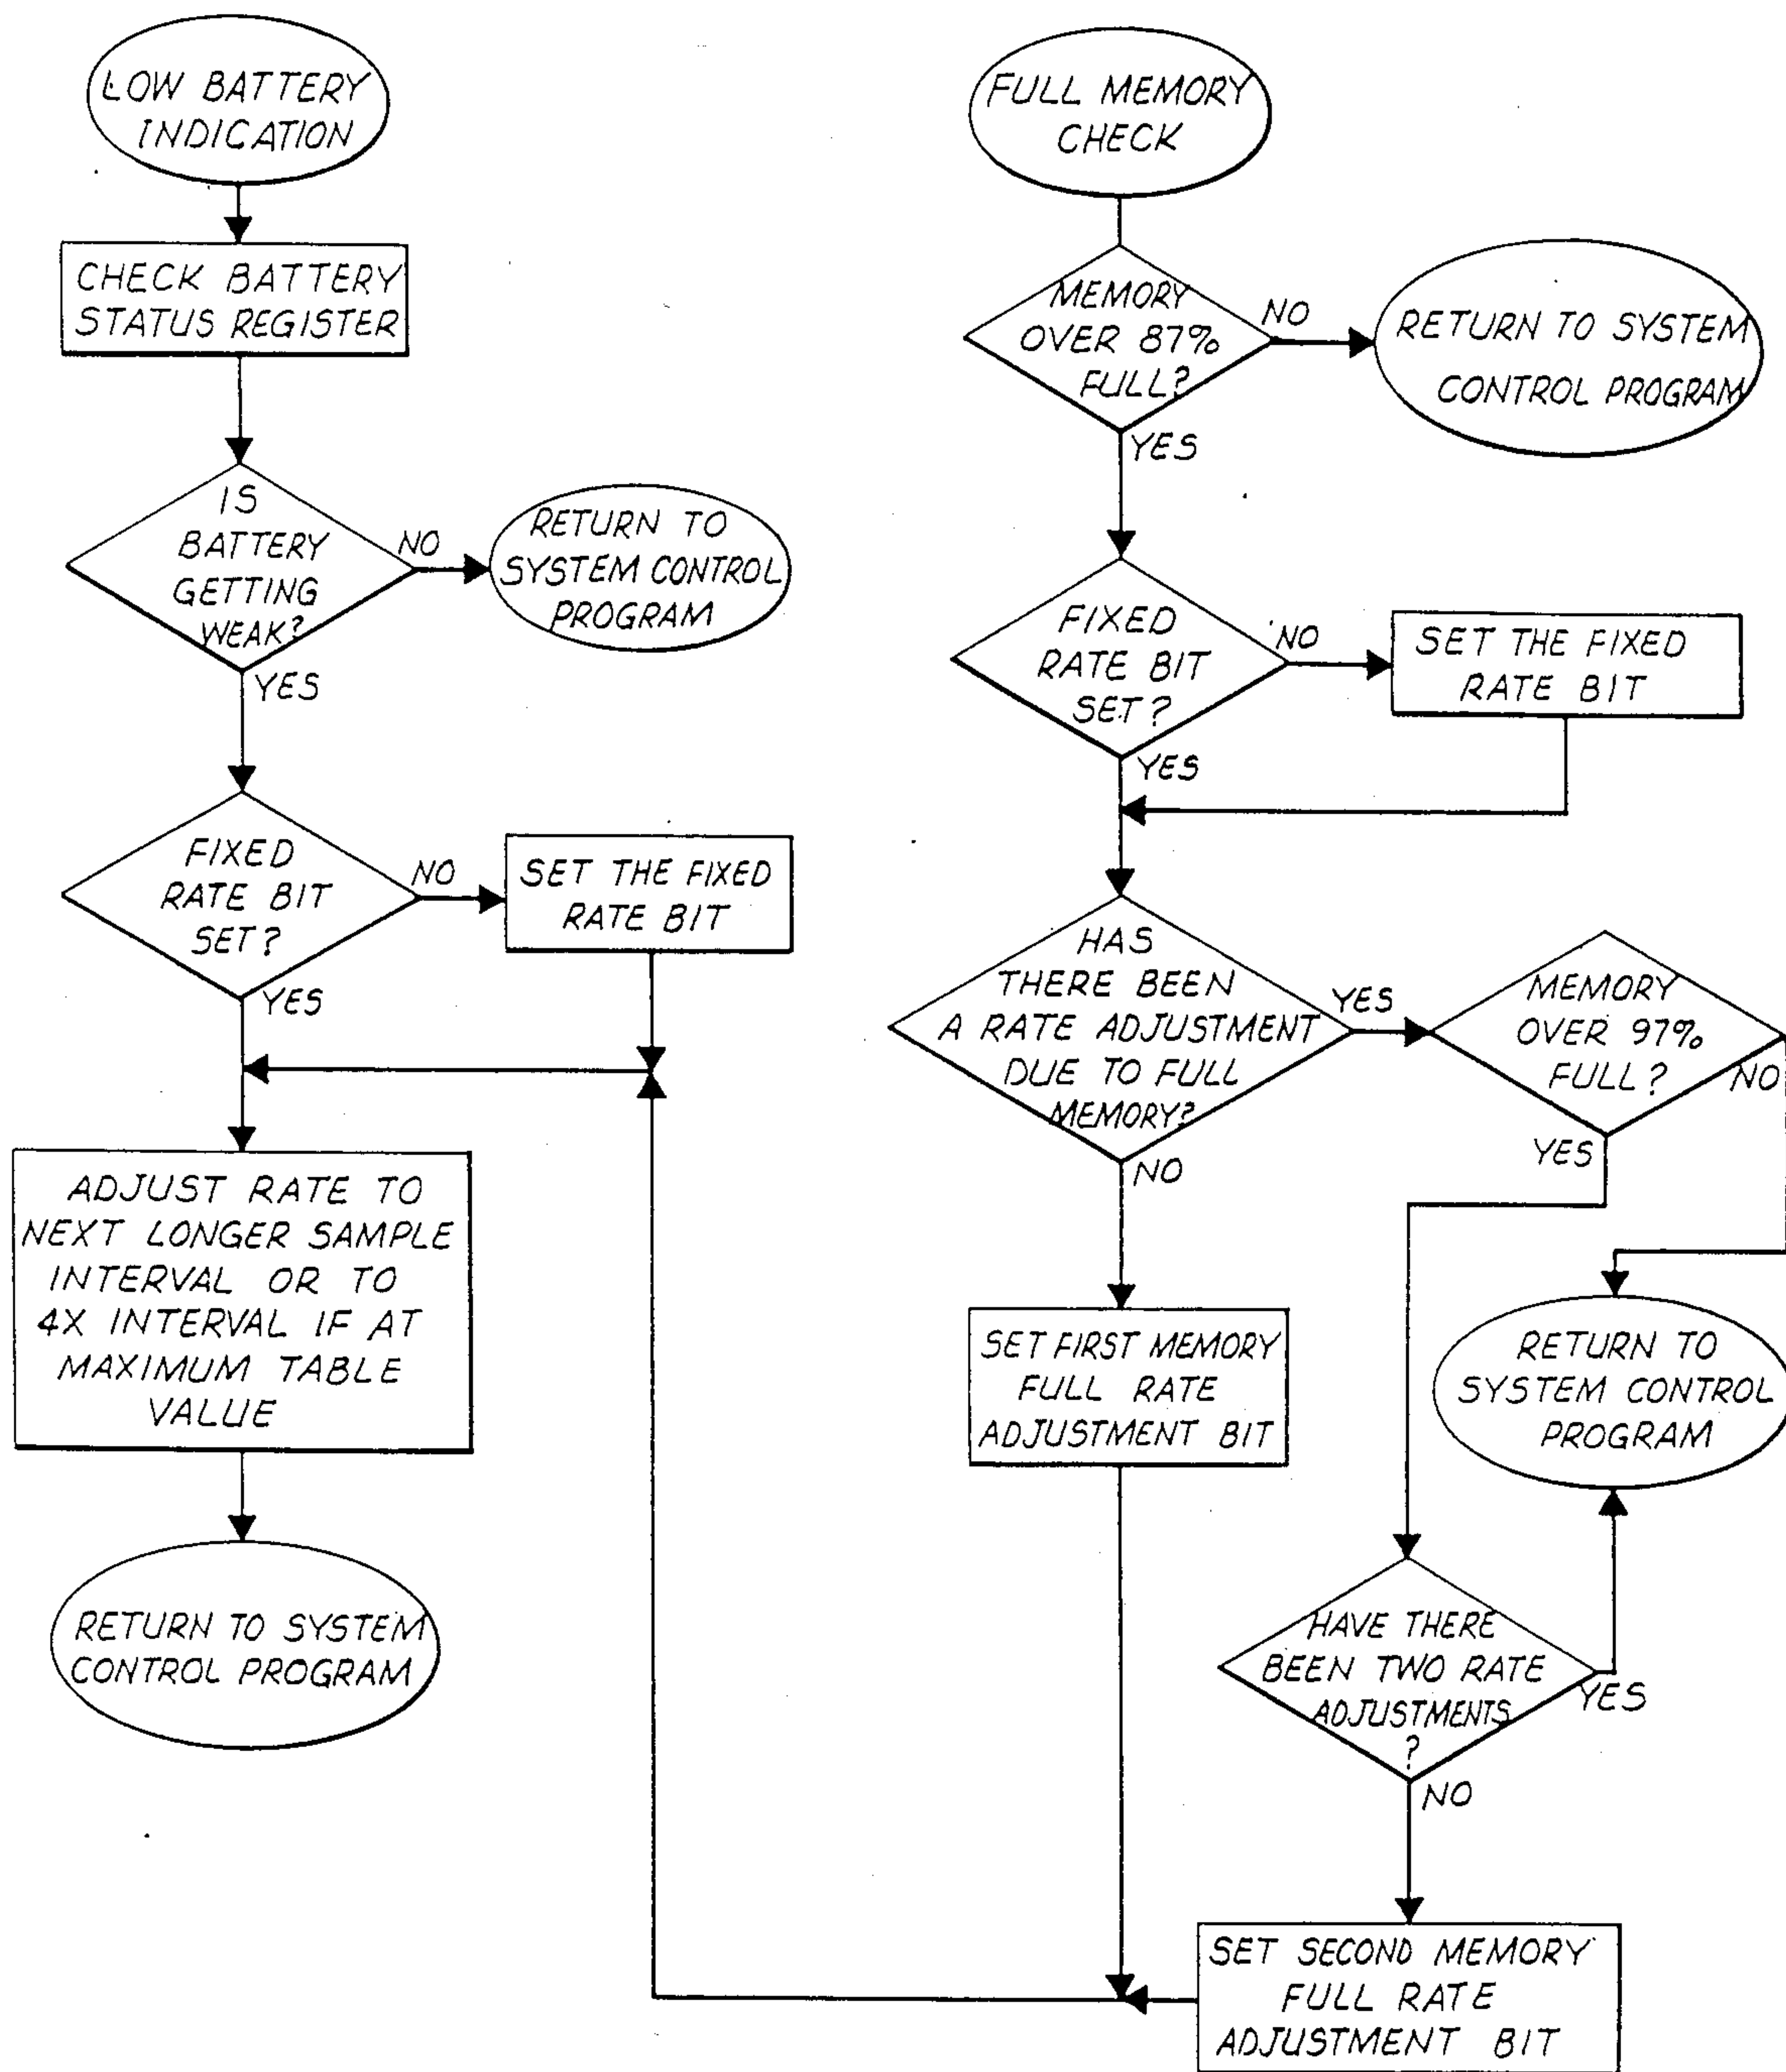 LOW BATTERY
INDICATION
CHECK BATTERY
STATUS REGISTER
IS
BATTERY
GETTING
WEAK?
NO
RETURN TO
SYSTEM CONTROL
PROGRAM
YES
FIXED
RATE BIT
SET?
NO
SET THE FIXED
RATE BIT
YES
ADJUST RATE TO
NEXT LONGER SAMPLE
INTERVAL OR TO
4X INTERVAL IF AT
MAXIMUM TABLE
VALUE
RETURN TO SYSTEM
CONTROL PROGRAM
FULL MEMORY
CHECK
MEMORY
OVER 87%
FULL?
NO
RETURN TO SYSTEM
CONTROL PROGRAM
YES
FIXED
RATE BIT
SET?
NO
SET THE FIXED
RATE BIT
YES
HAS
THERE BEEN
A RATE ADJUSTMENT
DUE TO FULL
MEMORY?
YES
MEMORY
OVER 97%
FULL?
NO
YES
NO
SET FIRST MEMORY
FULL RATE
ADJUSTMENT BIT
RETURN TO
SYSTEM CONTROL
PROGRAM
HAVE THERE
BEEN TWO RATE
ADJUSTMENTS
?
YES
NO
SET SECOND MEMORY
FULL RATE
ADJUSTMENT BIT